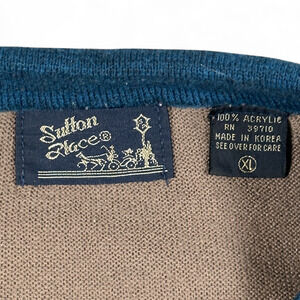 Sutton
Place®
100% ACRYLIC
RN 39710
MADE IN KOREA
SEE OVER FOR CARE
XL